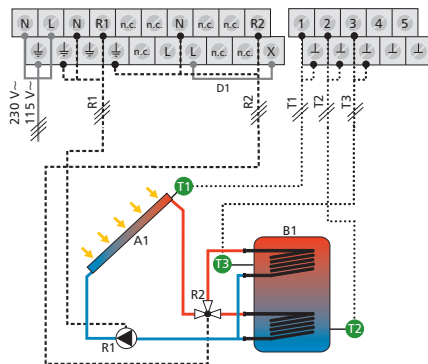 N L N R1 n.c. n.c. N n.c. n.c. R2 1 2 3 4 5
n.c. n.c. L L n.c. X
D1
230 V~
115 V~
R1
R2
T1
T2
T3
T1
A1
B1
T3
R2
T2
R1